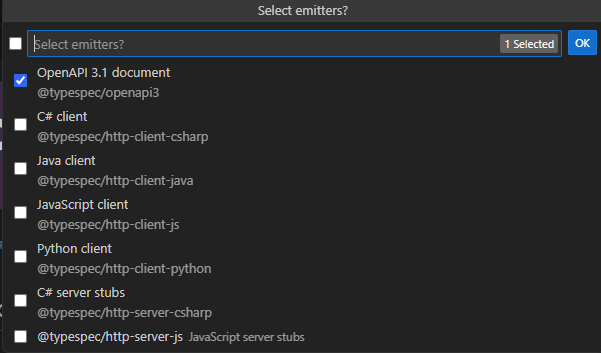 Select emitters?
Select emitters?
1 Selected
OK
OpenAPI 3.1 document
@typespec/openapi3
C# client
@typespec/http-client-csharp
Java client
@typespec/http-client-java
JavaScript client
@typespec/http-client-js
Python client
@typespec/http-client-python
C# server stubs
@typespec/http-server-csharp
@typespec/http-server-js JavaScript server stubs